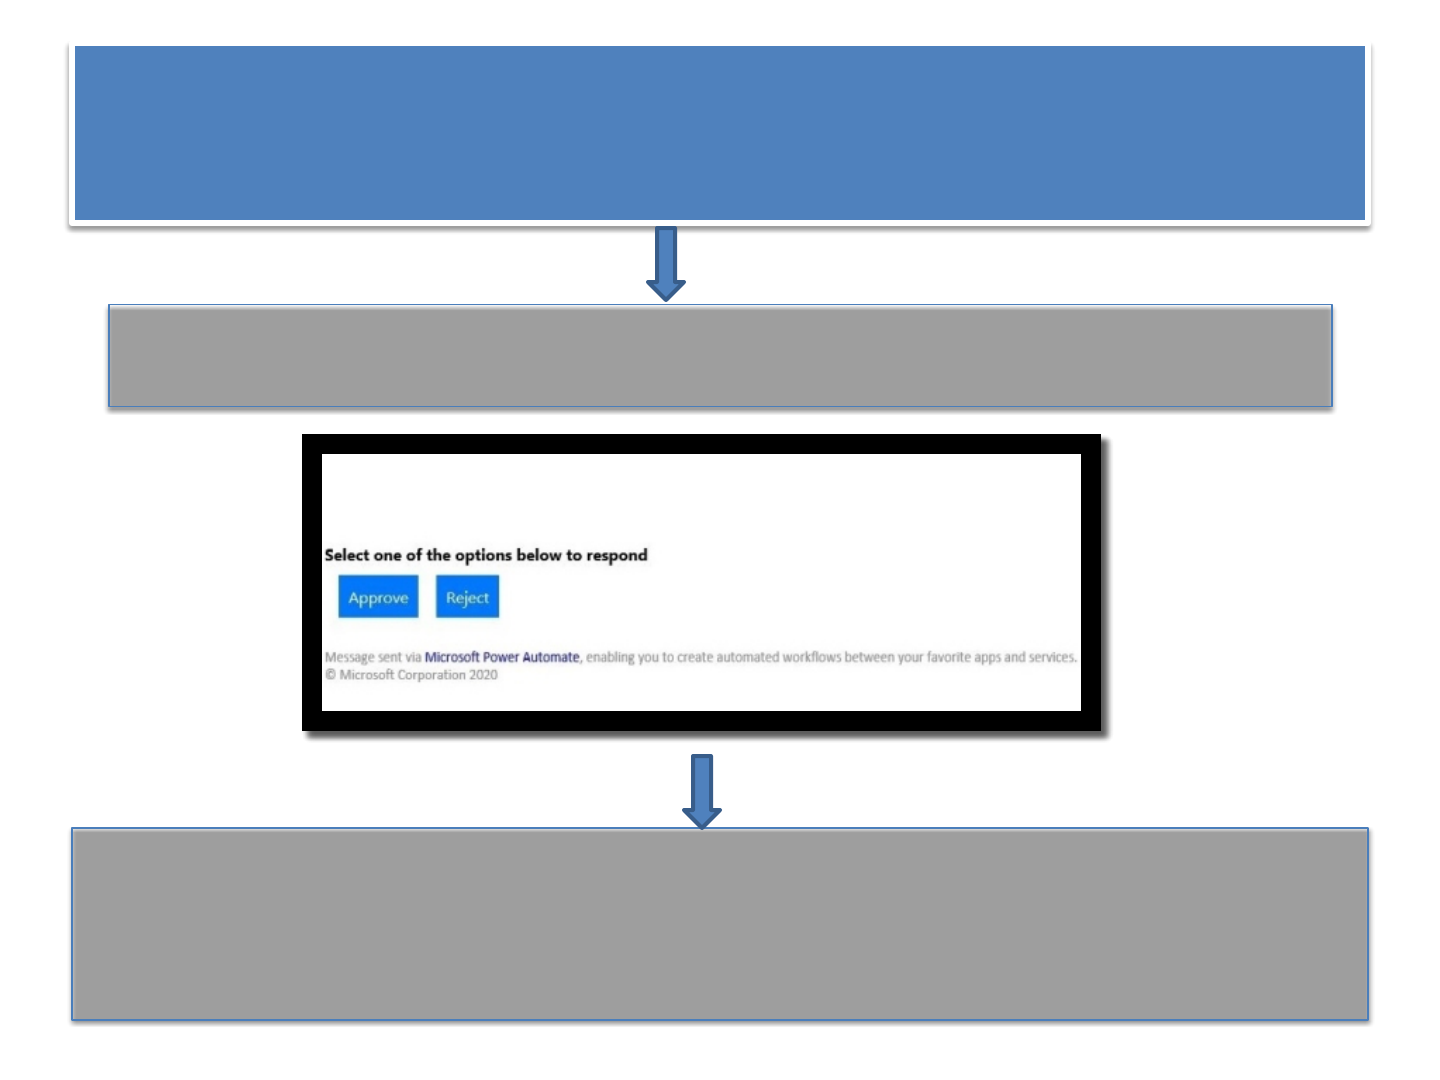 Select one of the options below to respond
Approve Reject
Message sent via Microsoft Power Automate, enabling you to create automated workflows between your favorite apps and services.
© Microsoft Corporation 2020